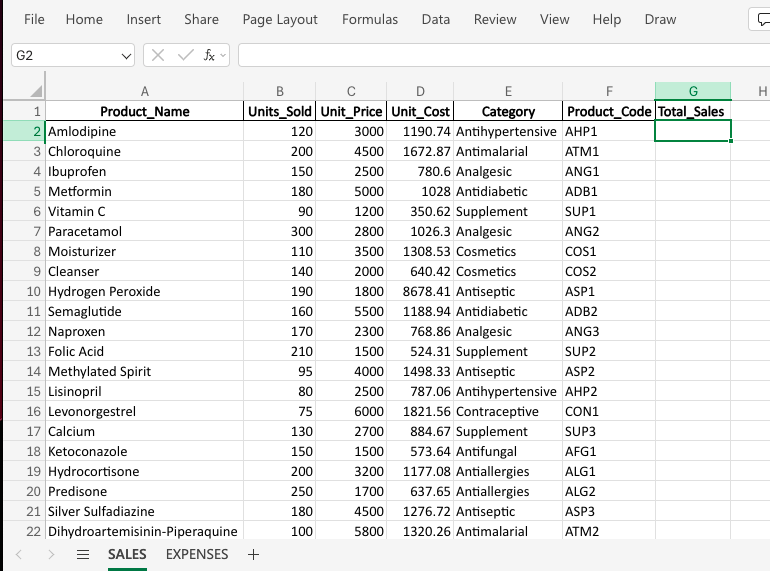 File Home Insert Share Page Layout Formulas Data Review View Help Draw
G2 fx
A B C D E F G H
1 Product_Name Units_Sold Unit_Price Unit_Cost Category Product_Code Total_Sales
2 Amlodipine 120 3000 1190.74 Antihypertensive AHP1
3 Chloroquine 200 4500 1672.87 Antimalarial ATM1
4 Ibuprofen 150 2500 780.6 Analgesic ANG1
5 Metformin 180 5000 1028 Antidiabetic ADB1
6 Vitamin C 90 1200 350.62 Supplement SUP1
7 Paracetamol 300 2800 1026.3 Analgesic ANG2
8 Moisturizer 110 3500 1308.53 Cosmetics COS1
9 Cleanser 140 2000 640.42 Cosmetics COS2
10 Hydrogen Peroxide 190 1800 8678.41 Antiseptic ASP1
11 Semaglutide 160 5500 1188.94 Antidiabetic ADB2
12 Naproxen 170 2300 768.86 Analgesic ANG3
13 Folic Acid 210 1500 524.31 Supplement SUP2
14 Methylated Spirit 95 4000 1498.33 Antiseptic ASP2
15 Lisinopril 80 2500 787.06 Antihypertensive AHP2
16 Levonorgestrel 75 6000 1821.56 Contraceptive CON1
17 Calcium 130 2700 884.67 Supplement SUP3
18 Ketoconazole 150 1500 573.64 Antifungal AFG1
19 Hydrocortisone 200 3200 1177.08 Antiallergies ALG1
20 Predisone 250 1700 637.65 Antiallergies ALG2
21 Silver Sulfadiazine 180 4500 1276.72 Antiseptic ASP3
22 Dihydroartemisinin-Piperaquine 100 5800 1320.26 Antimalarial ATM2
SALES EXPENSES